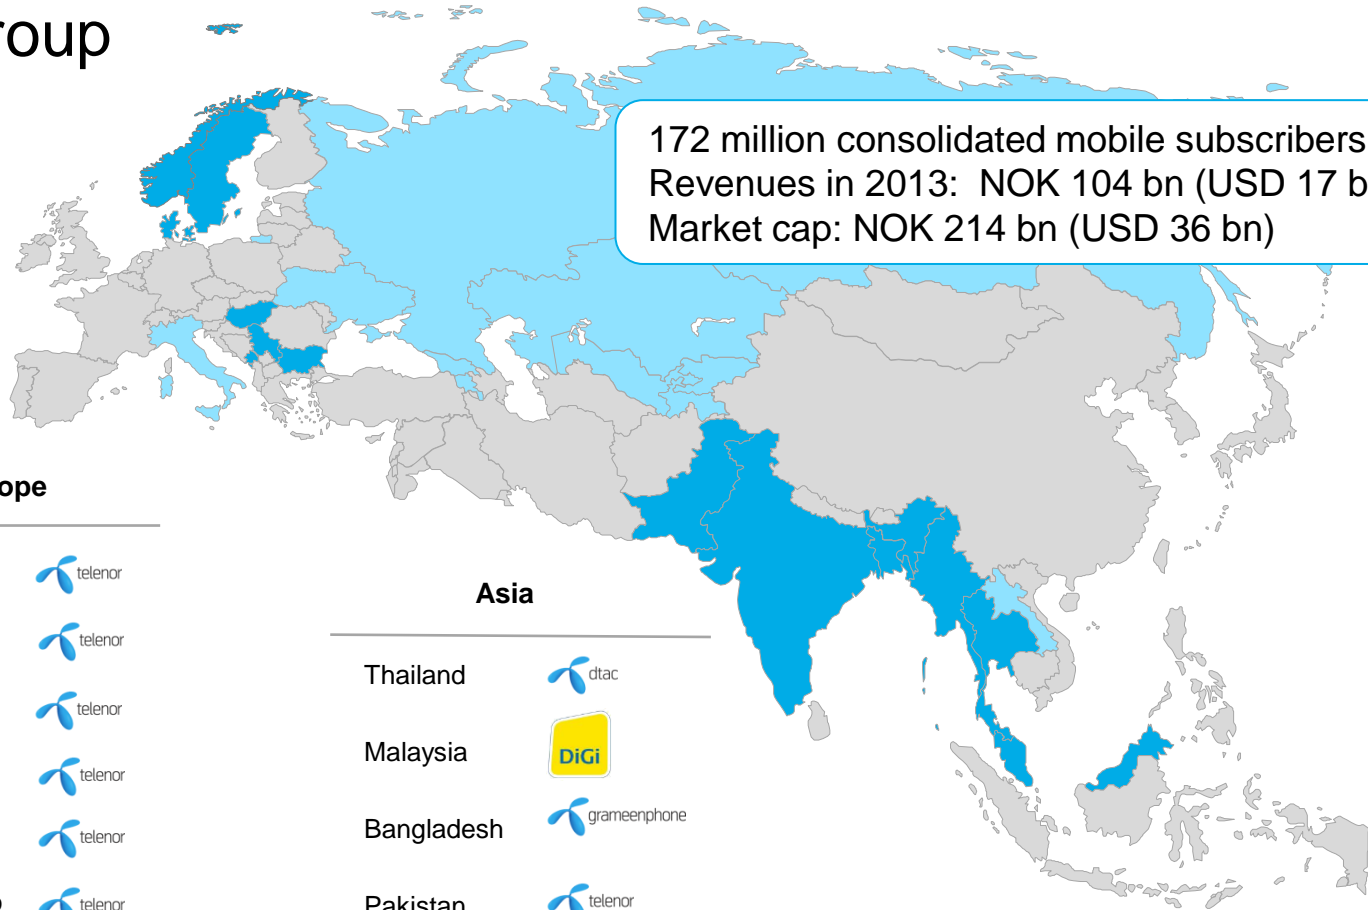 roup
172 million consolidated mobile subscribers
Revenues in 2013: NOK 104 bn (USD 17 b
Market cap: NOK 214 bn (USD 36 bn)
ope
telenor
telenor
telenor
telenor
telenor
telenor
Asia
Thailand dtac
Malaysia DiGi
Bangladesh grameenphone
Pakistan telenor